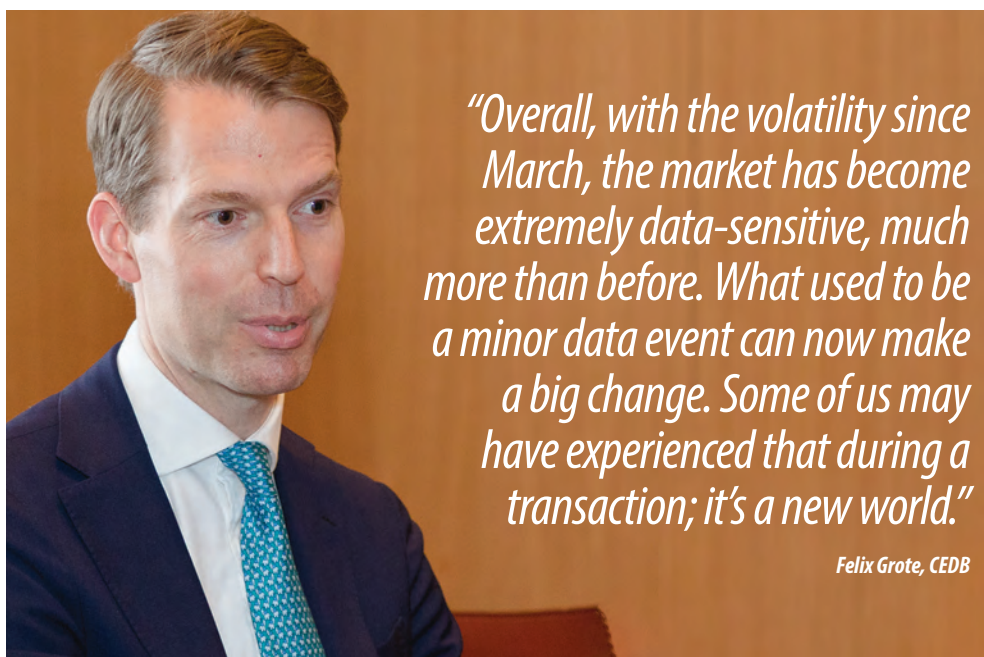 “Overall, with the volatility since
March, the market has become
extremely data-sensitive, much
more than before. What used to be
a minor data event can now make
a big change. Some of us may
have experienced that during a
transaction; it’s a new world.”
Felix Grote, CEDB